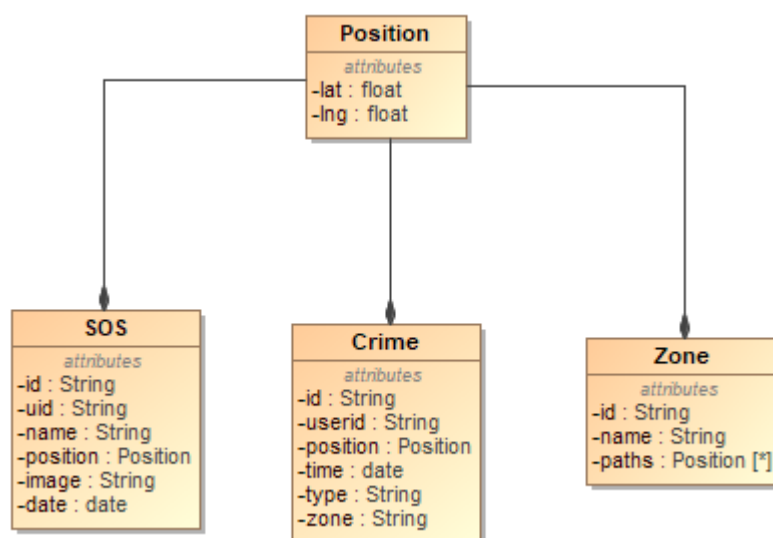 Position
attributes
-lat : float
-lng : float
SOS
attributes
-id : String
-uid : String
-name : String
-position : Position
-image : String
-date : date
Crime
attributes
-id : String
-userid : String
-position : Position
-time : date
-type : String
-zone : String
Zone
attributes
-id : String
-name : String
-paths : Position [*]